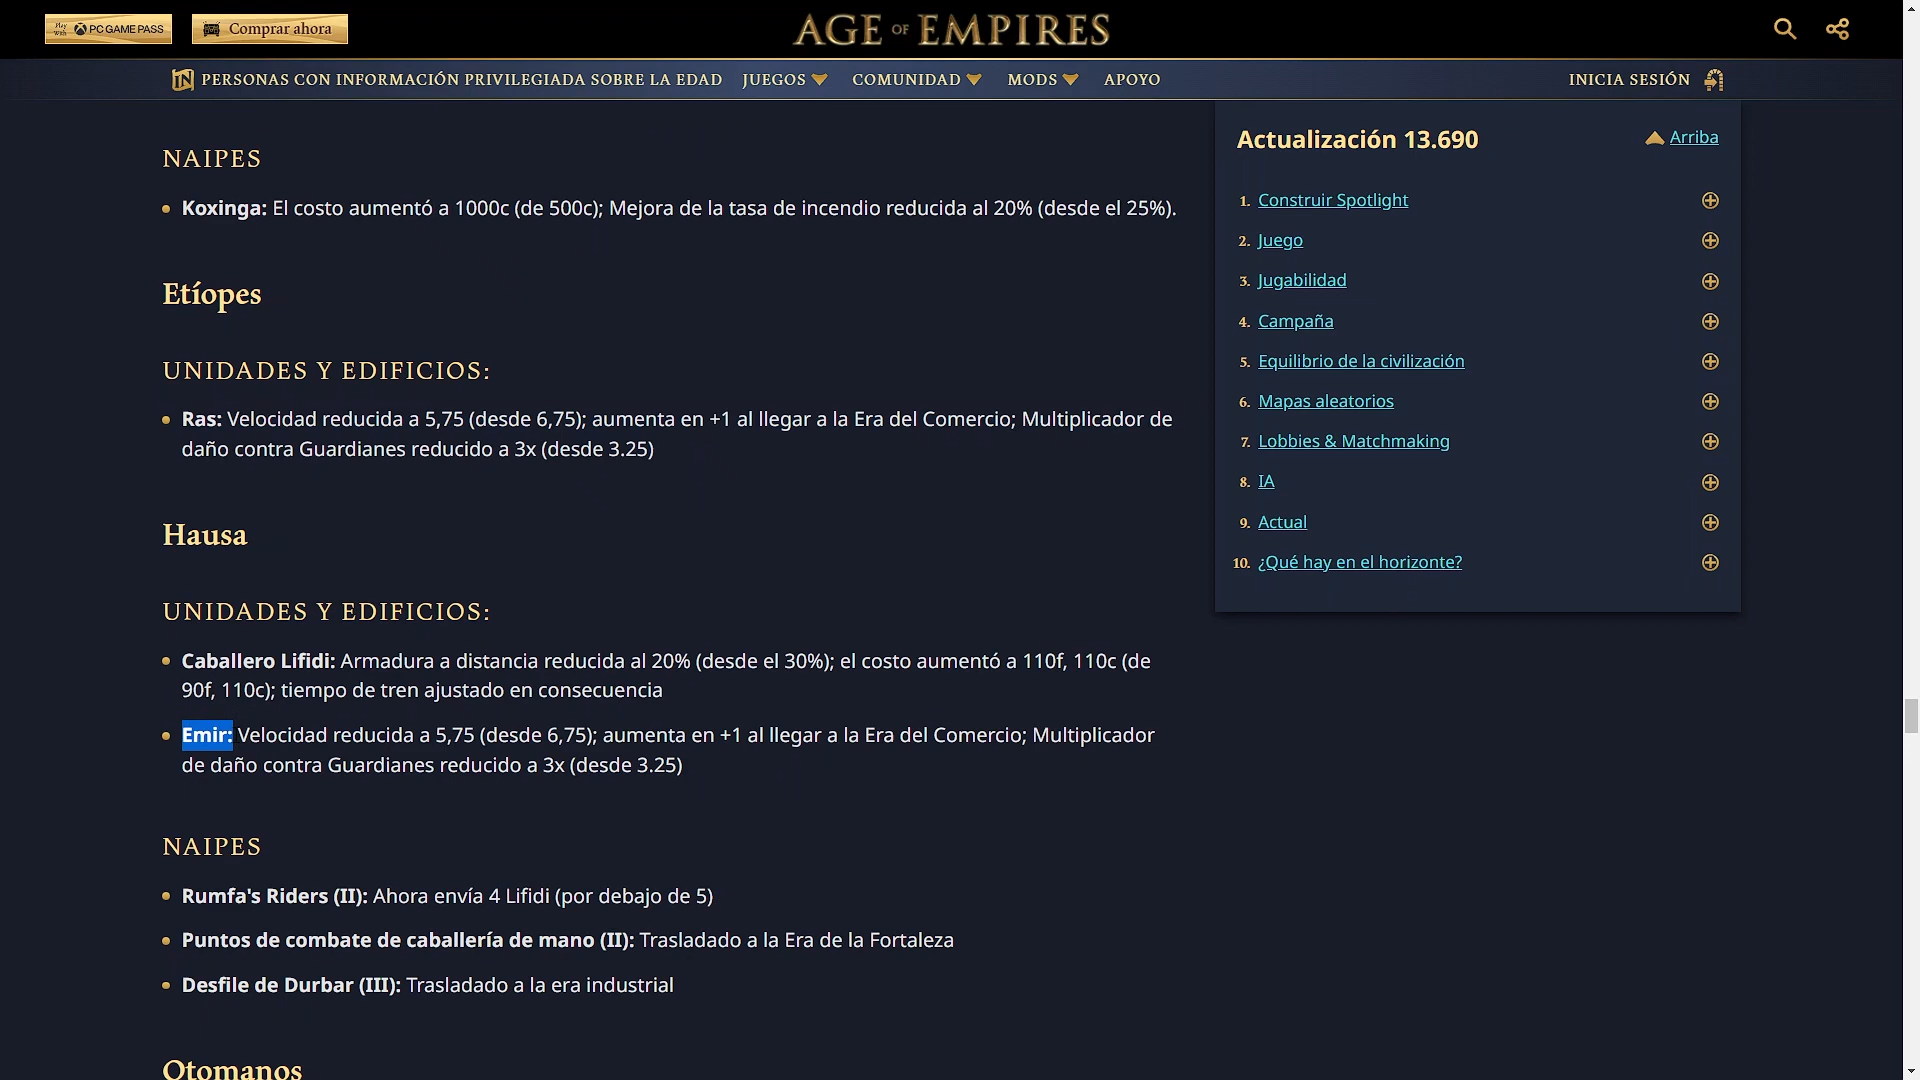 Play With PC GAME PASS
Comprar ahora
AGE OF EMPIRES
PERSONAS CON INFORMACIÓN PRIVILEGIADA SOBRE LA EDAD JUEGOS COMUNIDAD MODS APOYO INICIA SESIÓN
NAIPES
Koxinga: El costo aumentó a 1000c (de 500c); Mejora de la tasa de incendio reducida al 20% (desde el 25%).
Etíopes
UNIDADES Y EDIFICIOS:
Ras: Velocidad reducida a 5,75 (desde 6,75); aumenta en +1 al llegar a la Era del Comercio; Multiplicador de
daño contra Guardianes reducido a 3x (desde 3.25)
Hausa
UNIDADES Y EDIFICIOS:
Caballero Lifidi: Armadura a distancia reducida al 20% (desde el 30%); el costo aumentó a 110f, 110c (de
90f, 110c); tiempo de tren ajustado en consecuencia
Emir: Velocidad reducida a 5,75 (desde 6,75); aumenta en +1 al llegar a la Era del Comercio; Multiplicador
de daño contra Guardianes reducido a 3x (desde 3.25)
NAIPES
Rumfa's Riders (II): Ahora envía 4 Lifidi (por debajo de 5)
Puntos de combate de caballería de mano (II): Trasladado a la Era de la Fortaleza
Desfile de Durbar (III): Trasladado a la era industrial
Otomanos
Actualización 13.690
Arriba
1. Construir Spotlight
2. Juego
3. Jugabilidad
4. Campaña
5. Equilibrio de la civilización
6. Mapas aleatorios
7. Lobbies & Matchmaking
8. IA
9. Actual
10. ¿Qué hay en el horizonte?